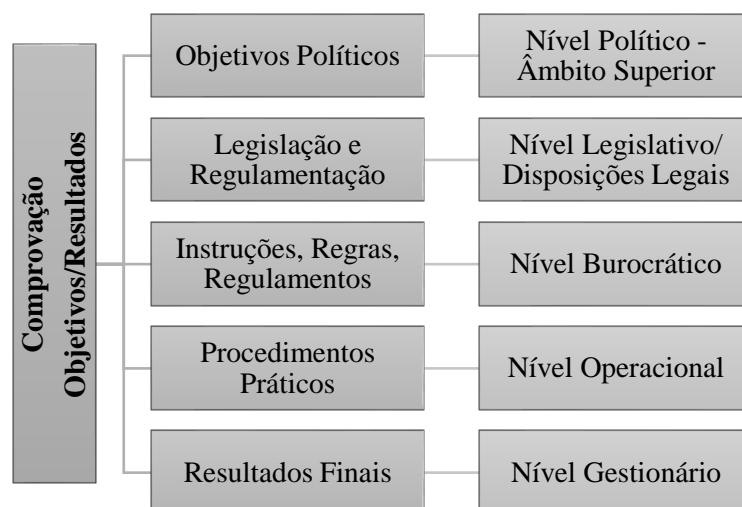 Comprovação
Objetivos/Resultados
Objetivos Políticos
Nível Político -
Âmbito Superior
Legislação e
Regulamentação
Nível Legislativo/
Disposições Legais
Instruções, Regras,
Regulamentos
Nível Burocrático
Procedimentos
Práticos
Nível Operacional
Resultados Finais
Nível Gestionário